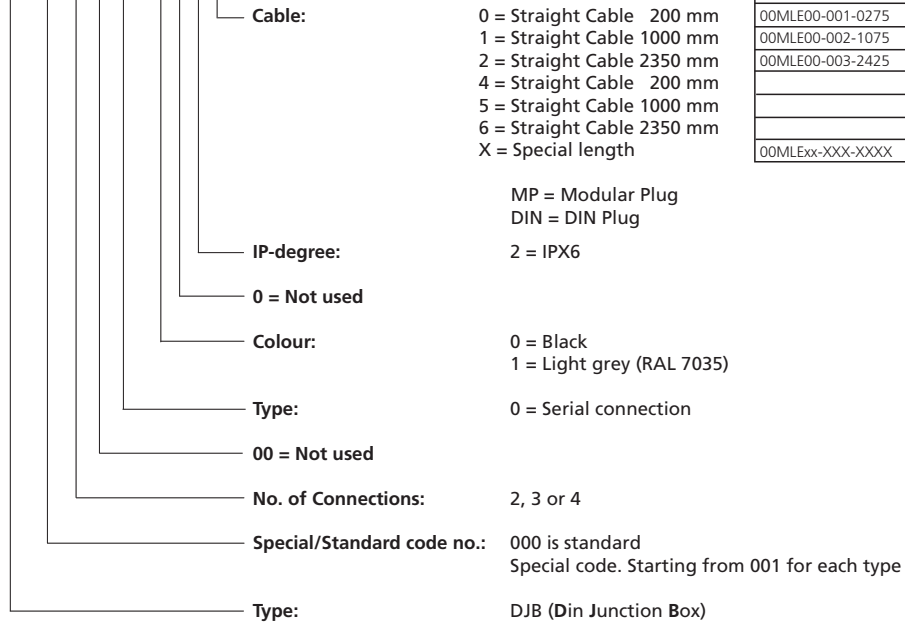 Cable: 0 = Straight Cable 200 mm 00MLE00-001-0275
1 = Straight Cable 1000 mm 00MLE00-002-1075
2 = Straight Cable 2350 mm 00MLE00-003-2425
4 = Straight Cable 200 mm
5 = Straight Cable 1000 mm
6 = Straight Cable 2350 mm
X = Special length 00MLExx-XXX-XXXX
MP = Modular Plug
DIN = DIN Plug
IP-degree: 2 = IPX6
0 = Not used
Colour: 0 = Black
1 = Light grey (RAL 7035)
Type: 0 = Serial connection
00 = Not used
No. of Connections: 2, 3 or 4
Special/Standard code no.: 000 is standard
Special code. Starting from 001 for each type
Type: DJB (Din Junction Box)